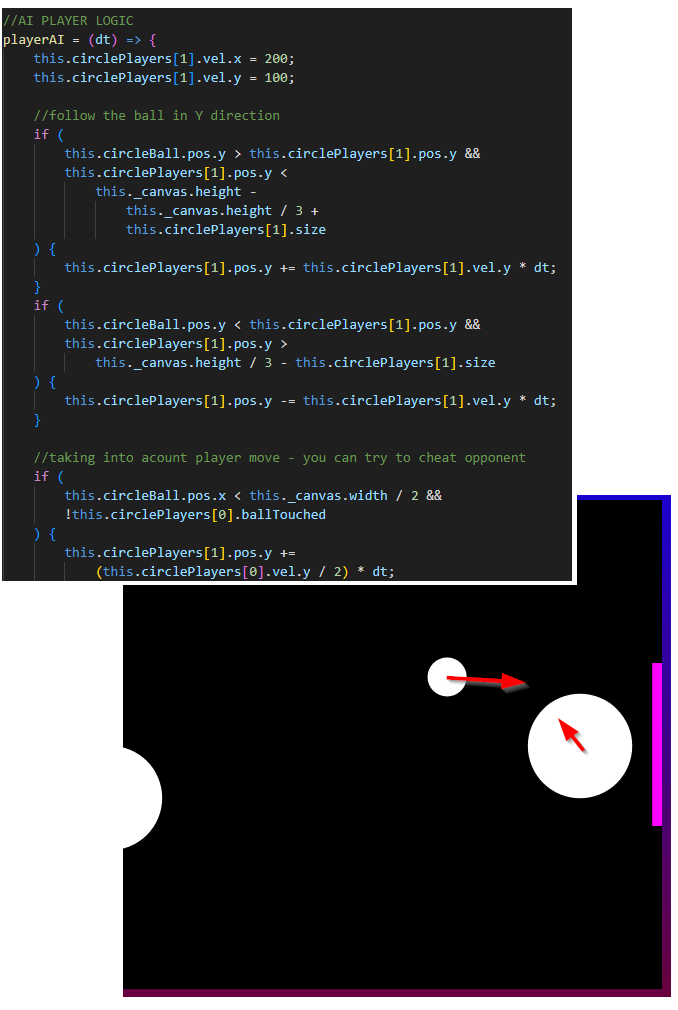 //AI PLAYER LOGIC
playerAI = (dt) => {
this.circlePlayers[1].vel.x = 200;
this.circlePlayers[1].vel.y = 100;
//follow the ball in Y direction
if (
this.circleBall.pos.y > this.circlePlayers[1].pos.y &&
this.circlePlayers[1].pos.y <
this._canvas.height -
this._canvas.height / 3 +
this.circlePlayers[1].size
) {
this.circlePlayers[1].pos.y += this.circlePlayers[1].vel.y * dt;
}
if (
this.circleBall.pos.y < this.circlePlayers[1].pos.y &&
this.circlePlayers[1].pos.y >
this._canvas.height / 3 - this.circlePlayers[1].size
) {
this.circlePlayers[1].pos.y -= this.circlePlayers[1].vel.y * dt;
}
//taking into acount player move - you can try to cheat opponent
if (
this.circleBall.pos.x < this._canvas.width / 2 &&
!this.circlePlayers[0].ballTouched
) {
this.circlePlayers[1].pos.y +=
(this.circlePlayers[0].vel.y / 2) * dt;